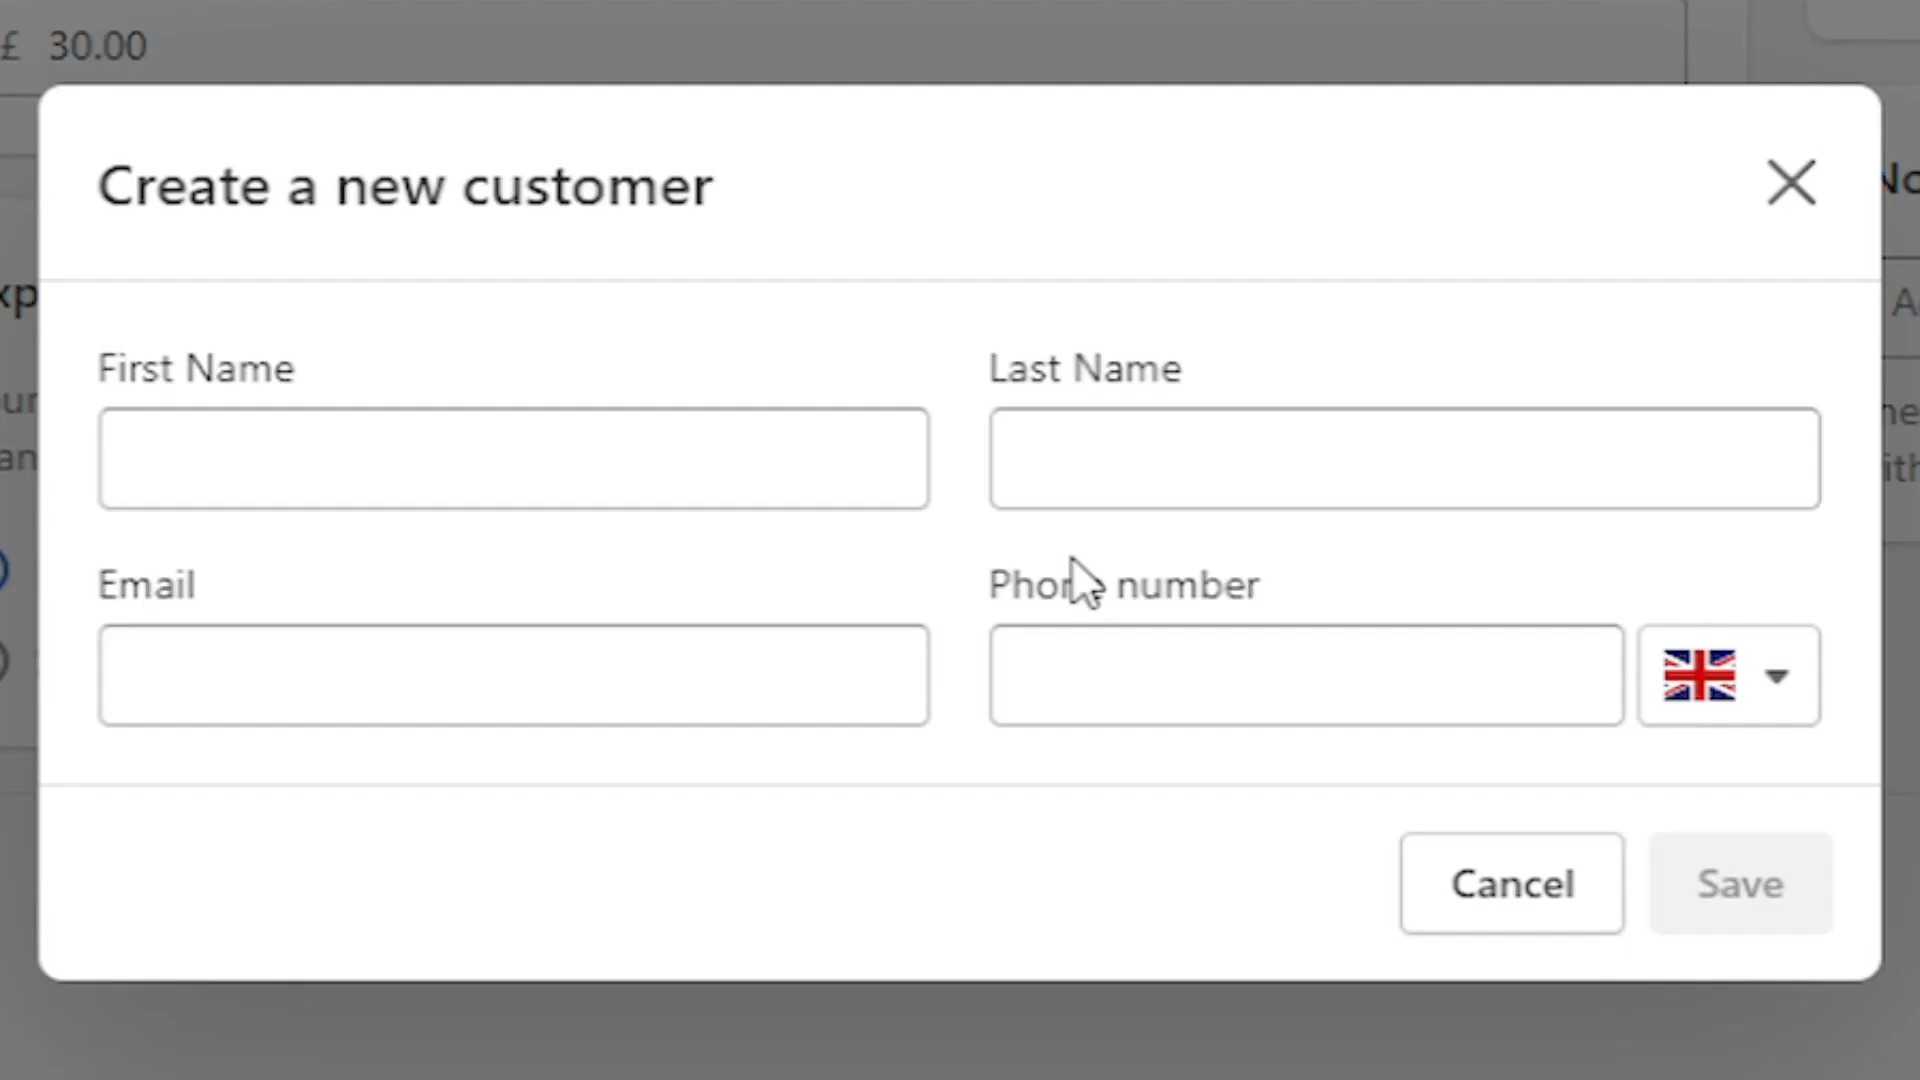 £ 30.00
Create a new customer
First Name
Last Name
Email
Phone number
Cancel
Save